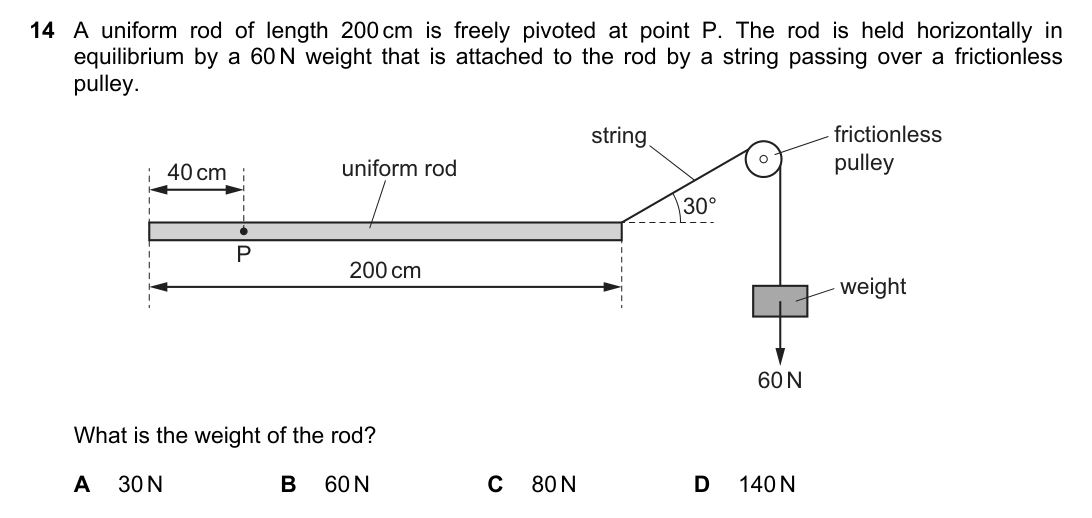 14 A uniform rod of length 200 cm is freely pivoted at point P. The rod is held horizontally in
equilibrium by a 60 N weight that is attached to the rod by a string passing over a frictionless
pulley.
string
frictionless
pulley
40 cm
uniform rod
30°
P
200 cm
weight
60 N
What is the weight of the rod?
A 30 N B 60 N C 80 N D 140 N